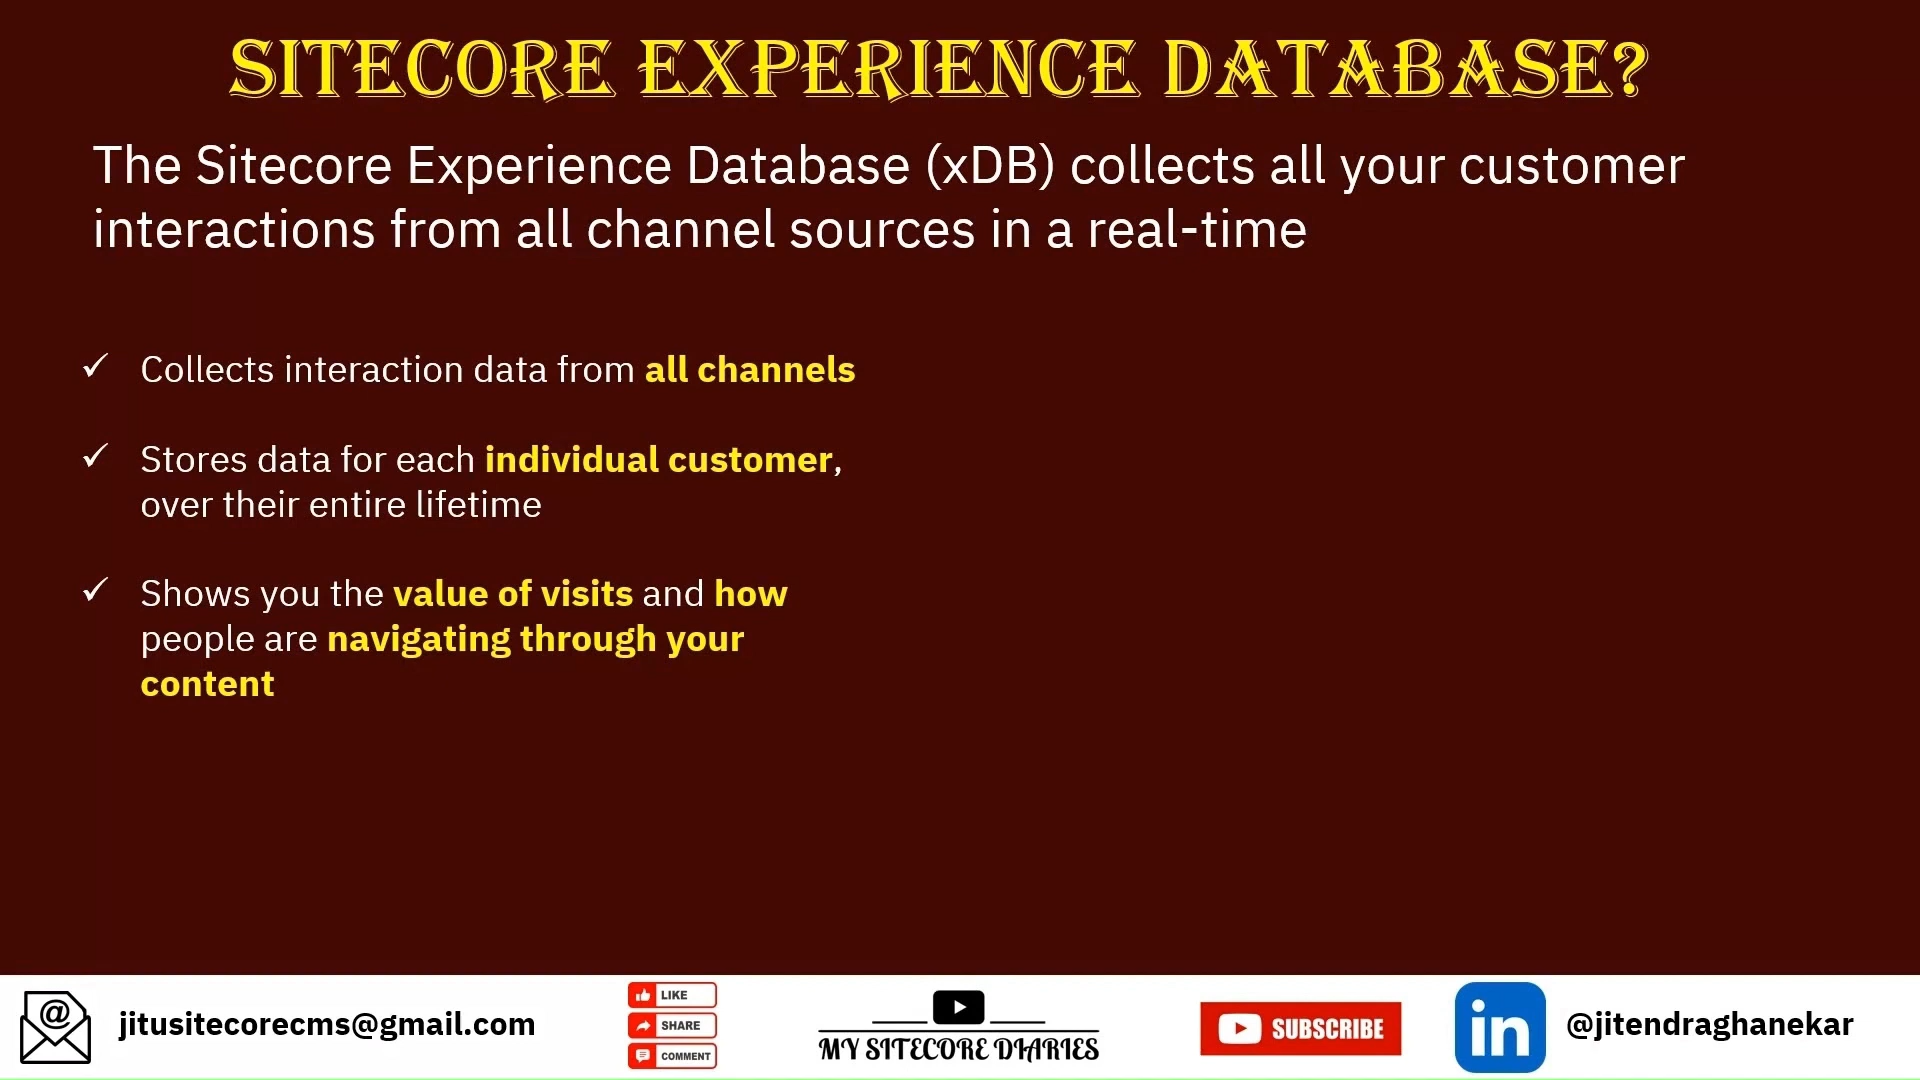 SITECORE EXPERIENCE DATABASE?
The Sitecore Experience Database (xDB) collects all your customer
interactions from all channel sources in a real-time
✓ Collects interaction data from all channels
✓ Stores data for each individual customer,
over their entire lifetime
✓ Shows you the value of visits and how
people are navigating through your
content
@
jitusitecorecms@gmail.com
LIKE
SHARE
COMMENT
MY SITECORE DIARIES
SUBSCRIBE
in
@jitendraghanekar